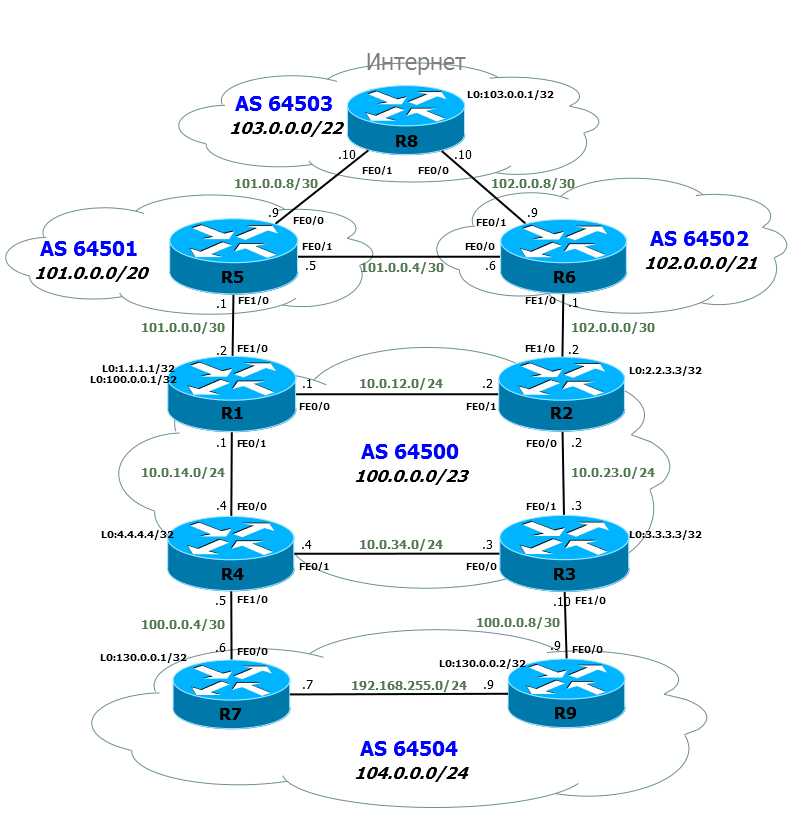 Интернет
AS 64503
103.0.0.0/22
L0:103.0.0.1/32
R8
.10
.10
FE0/1
FE0/0
101.0.0.8/30
102.0.0.8/30
.9
FE0/0
FE0/1
.9
AS 64501
101.0.0.0/20
AS 64502
102.0.0.0/21
R5
FE0/1
FE0/0
R6
.5
101.0.0.4/30
.6
.1
FE1/0
FE1/0
.1
101.0.0.0/30
102.0.0.0/30
.2
FE1/0
FE1/0
.2
L0:1.1.1.1/32
L0:100.0.0.1/32
L0:2.2.3.3/32
.1
10.0.12.0/24
.2
R1
FE0/0
FE0/1
R2
.1
FE0/1
FE0/0
.2
AS 64500
100.0.0.0/23
10.0.14.0/24
10.0.23.0/24
.4
FE0/0
FE0/1
.3
L0:4.4.4.4/32
L0:3.3.3.3/32
.4
10.0.34.0/24
.3
R4
FE0/1
FE0/0
R3
.5
FE1/0
.10
FE1/0
100.0.0.4/30
100.0.0.8/30
.6
FE0/0
.9
FE0/0
L0:130.0.0.1/32
L0:130.0.0.2/32
.7
192.168.255.0/24
.9
R7
R9
AS 64504
104.0.0.0/24